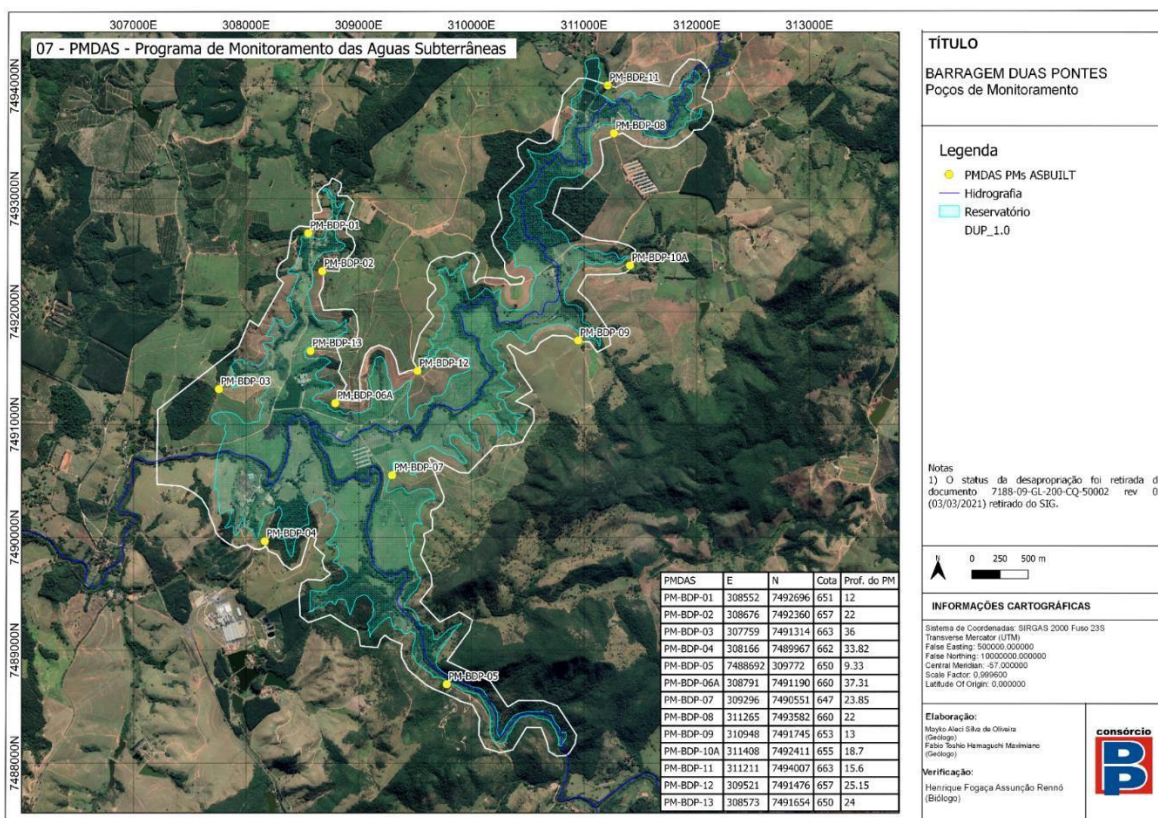 307000E 308000E 309000E 310000E 311000E 312000E 313000E
07 - PMDAS - Programa de Monitoramento das Aguas Subterrâneas
7494000N
7493000N
7492000N
7491000N
7490000N
7489000N
7488000N
PM-BDP-11
PM-BDP-08
PM-BDP-01
PM-BDP-02
PM-BDP-10A
PM-BDP-09
PM-BDP-13
PM-BDP-12
PM-BDP-03
PM-BDP-06A
PM-BDP-07
PM-BDP-04
PM-BDP-05
PMDAS E N Cota Prof. do PM
PM-BDP-01 308552 7492696 651 12
PM-BDP-02 308676 7492360 657 22
PM-BDP-03 307759 7491314 663 36
PM-BDP-04 308166 7489967 662 33.82
PM-BDP-05 7488692 309772 650 9.33
PM-BDP-06A 308791 7491190 660 37.31
PM-BDP-07 309296 7490551 647 23.85
PM-BDP-08 311265 7493582 660 22
PM-BDP-09 310948 7491745 653 13
PM-BDP-10A 311408 7492411 655 18.7
PM-BDP-11 311211 7494007 663 15.6
PM-BDP-12 309521 7491476 657 25.15
PM-BDP-13 308573 7491654 650 24
TÍTULO
BARRAGEM DUAS PONTES
Poços de Monitoramento
Legenda
PMDAS PMs ASBUILT
Hidrografia
Reservatório
DUP_1.0
Notas
1) O status da desapropriação foi retirada d
documento 7188-09-GL-200-CQ-50002 rev 0
(03/03/2021) retirado do SIG.
N
0 250 500 m
INFORMAÇÕES CARTOGRÁFICAS
Sistema de Coordenadas: SIRGAS 2000 Fuso 23S
Transverse Mercator (UTM)
False Easting: 500000.000000
False Northing: 10000000.000000
Central Meridian: -57.000000
Scale Factor: 0,999600
Latitude Of Origin: 0,000000
Elaboração:
Mayko Aleci Silva de Oliveira
(Geólogo)
Fabio Toshio Hamaguchi Maximiano
(Geólogo)
Verificação:
Henrique Fogaça Assunção Rennó
(Biólogo)
consórcio
BP